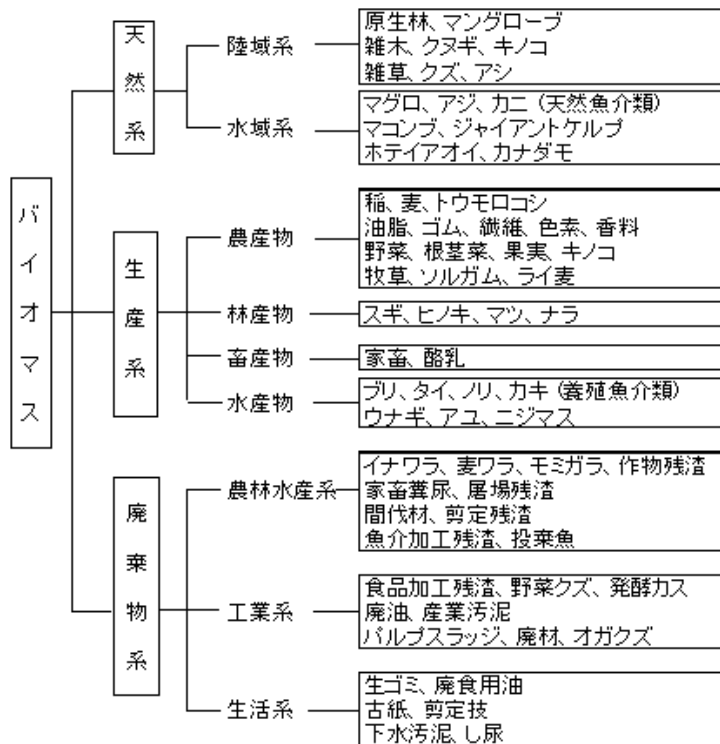 バイオマス
天然系
陸域系
原生林、マングローブ
雑木、クヌギ、キノコ
雑草、クズ、アシ
水域系
マグロ、アジ、カニ (天然魚介類)
マコンブ、ジャイアントケルプ
ホテイアオイ、カナダモ
生産系
農産物
稲、麦、トウモロコシ
油脂、ゴム、繊維、色素、香料
野菜、根茎菜、果実、キノコ
牧草、ソルガム、ライ麦
林産物
スギ、ヒノキ、マツ、ナラ
畜産物
家畜、酪乳
水産物
ブリ、タイ、ノリ、カキ (養殖魚介類)
ウナギ、アユ、ニジマス
廃棄物系
農林水産系
イナワラ、麦ワラ、モミガラ、作物残渣
家畜糞尿、屠場残渣
間伐材、剪定残渣
魚介加工残渣、投棄魚
工業系
食品加工残渣、野菜クズ、発酵カス
廃油、産業汚泥
パルプスラッジ、廃材、オガクズ
生活系
生ゴミ、廃食用油
古紙、剪定技
下水汚泥、し尿